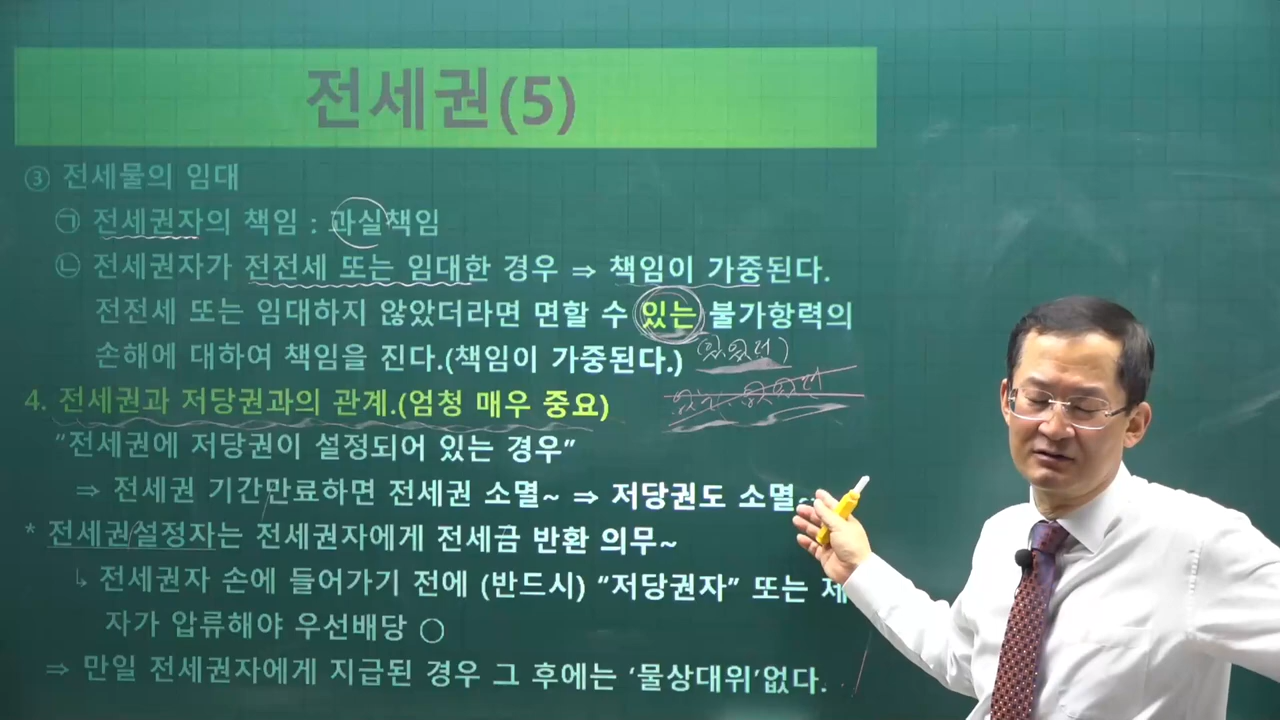 전세권(5)
③ 전세물의 임대
㉠ 전세권자의 책임 : 과실책임
㉡ 전세권자가 전전세 또는 임대한 경우 ⇒ 책임이 가중된다.
전전세 또는 임대하지 않았더라면 면할 수 있는 불가항력의
손해에 대하여 책임을 진다.(책임이 가중된다.)
4. 전세권과 저당권과의 관계.(엄청 매우 중요)
“전세권에 저당권이 설정되어 있는 경우”
⇒ 전세권 기간만료하면 전세권 소멸~ ⇒ 저당권도 소멸~
* 전세권설정자는 전세권자에게 전세금 반환 의무~
↳ 전세권자 손에 들어가기 전에 (반드시) “저당권자” 또는 제
자가 압류해야 우선배당 ○
⇒ 만일 전세권자에게 지급된 경우 그 후에는 ‘물상대위’없다.